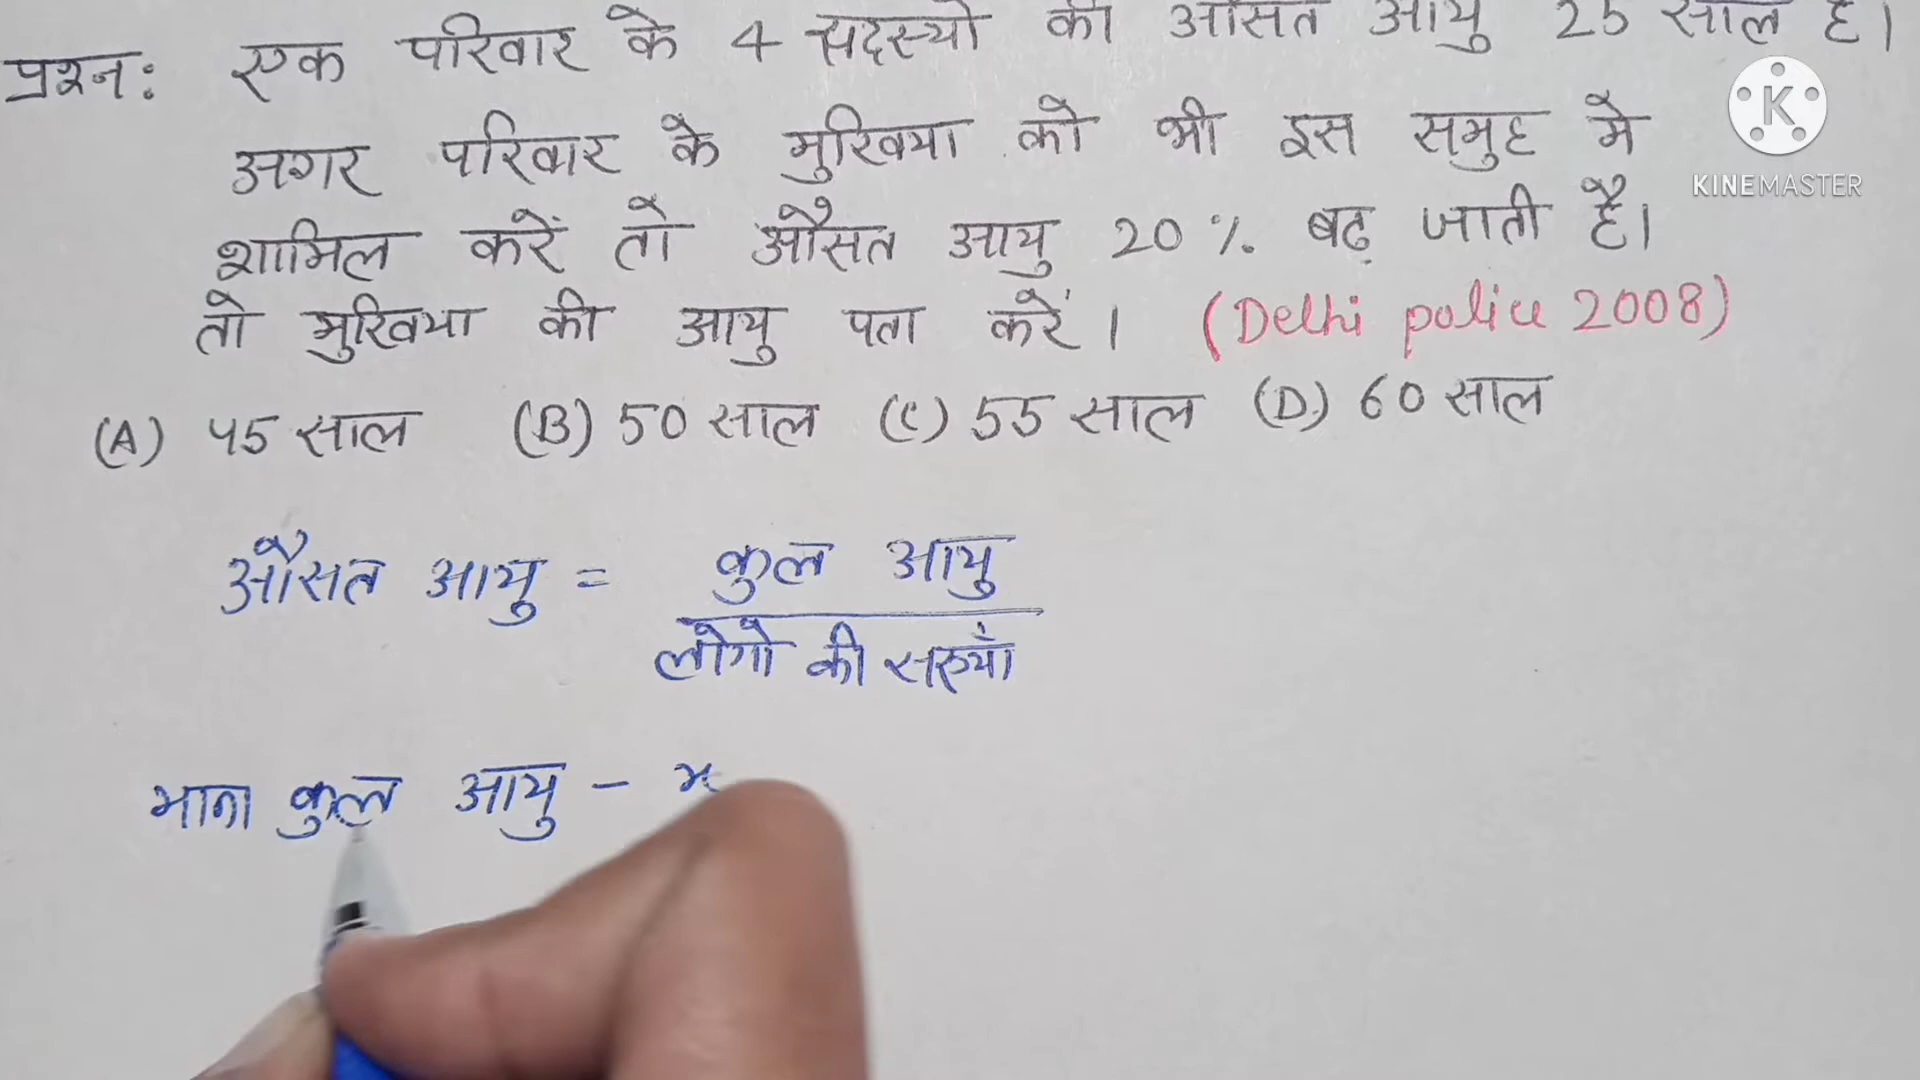 प्रश्न: एक परिवार के 4 सदस्यो की औसत आयु 25 साल है।
अगर परिवार के मुखिया को भी इस समुह मे
शामिल करें तो औसत आयु 20 % बढ़ जाती है।
तो मुखिया की आयु पता करें। (Delhi police 2008)
(A) 45 साल (B) 50 साल (C) 55 साल (D) 60 साल
औसत आयु = कुल आयु
लोगो की सख्याँ
माना कुल आयु - x
K
KINEMASTER